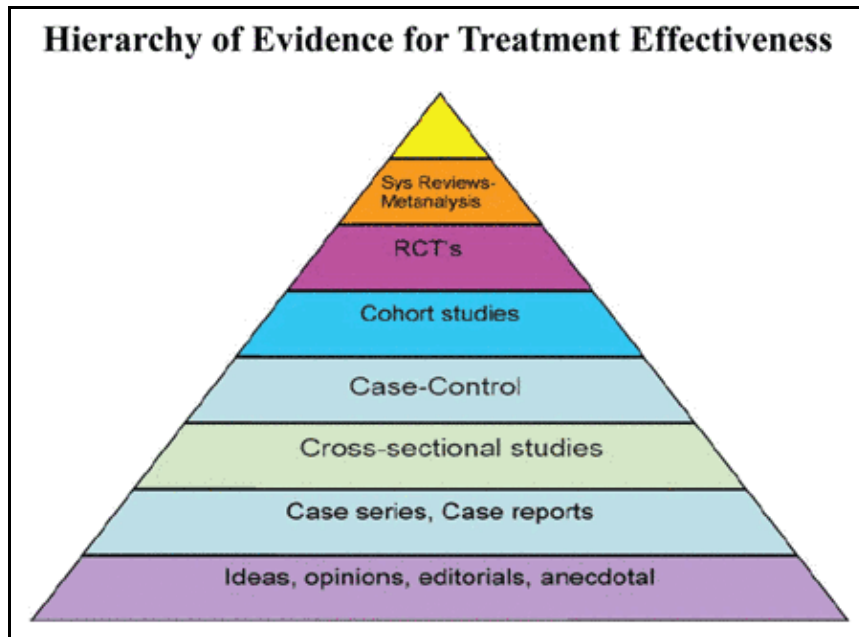 Hierarchy of Evidence for Treatment Effectiveness
Sys Reviews-
Metanalysis
RCT's
Cohort studies
Case-Control
Cross-sectional studies
Case series, Case reports
Ideas, opinions, editorials, anecdotal